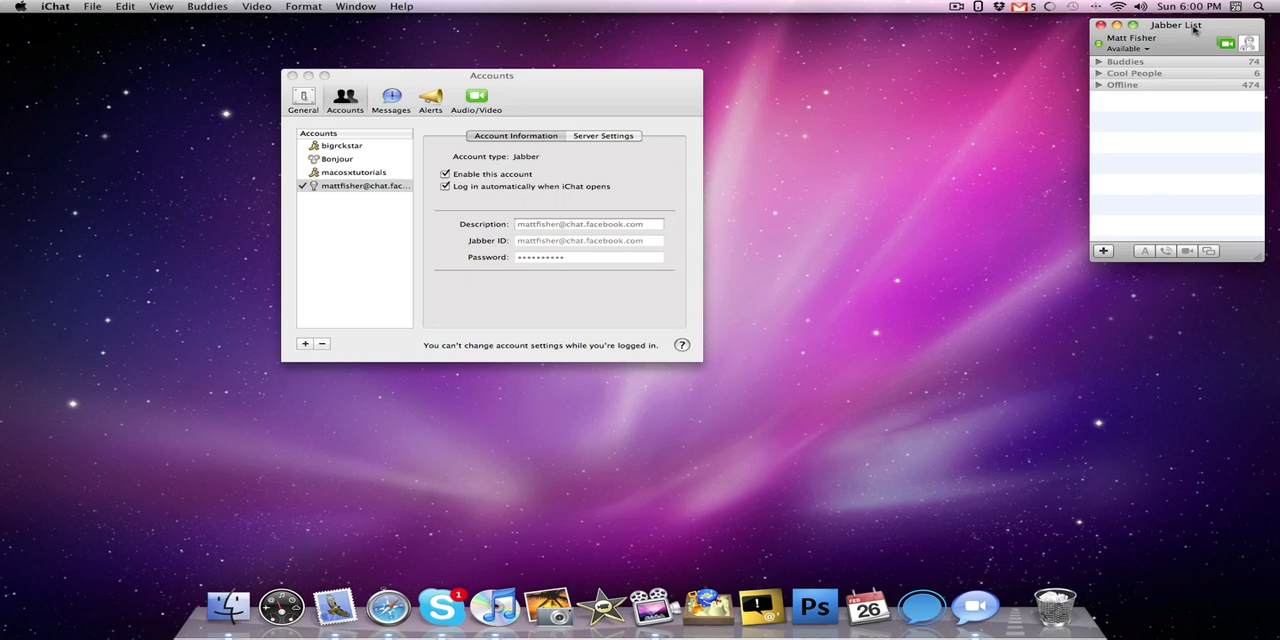 iChat File Edit View Buddies Video Format Window Help
5 Sun 6:00 PM
Jabber List
Matt Fisher
Available
Buddies 74
Cool People 6
Offline 474
A
Accounts
General Accounts Messages Alerts Audio/Video
Accounts
bigrckstar
Bonjour
macosxtutorials
mattfisher@chat.fac...
Account Information Server Settings
Account type: Jabber
Enable this account
Log in automatically when iChat opens
Description: mattfisher@chat.facebook.com
Jabber ID: mattfisher@chat.facebook.com
Password: ••••••••••
+ −
You can't change account settings while you're logged in. ?
S 1
@
Ps
FEB
26